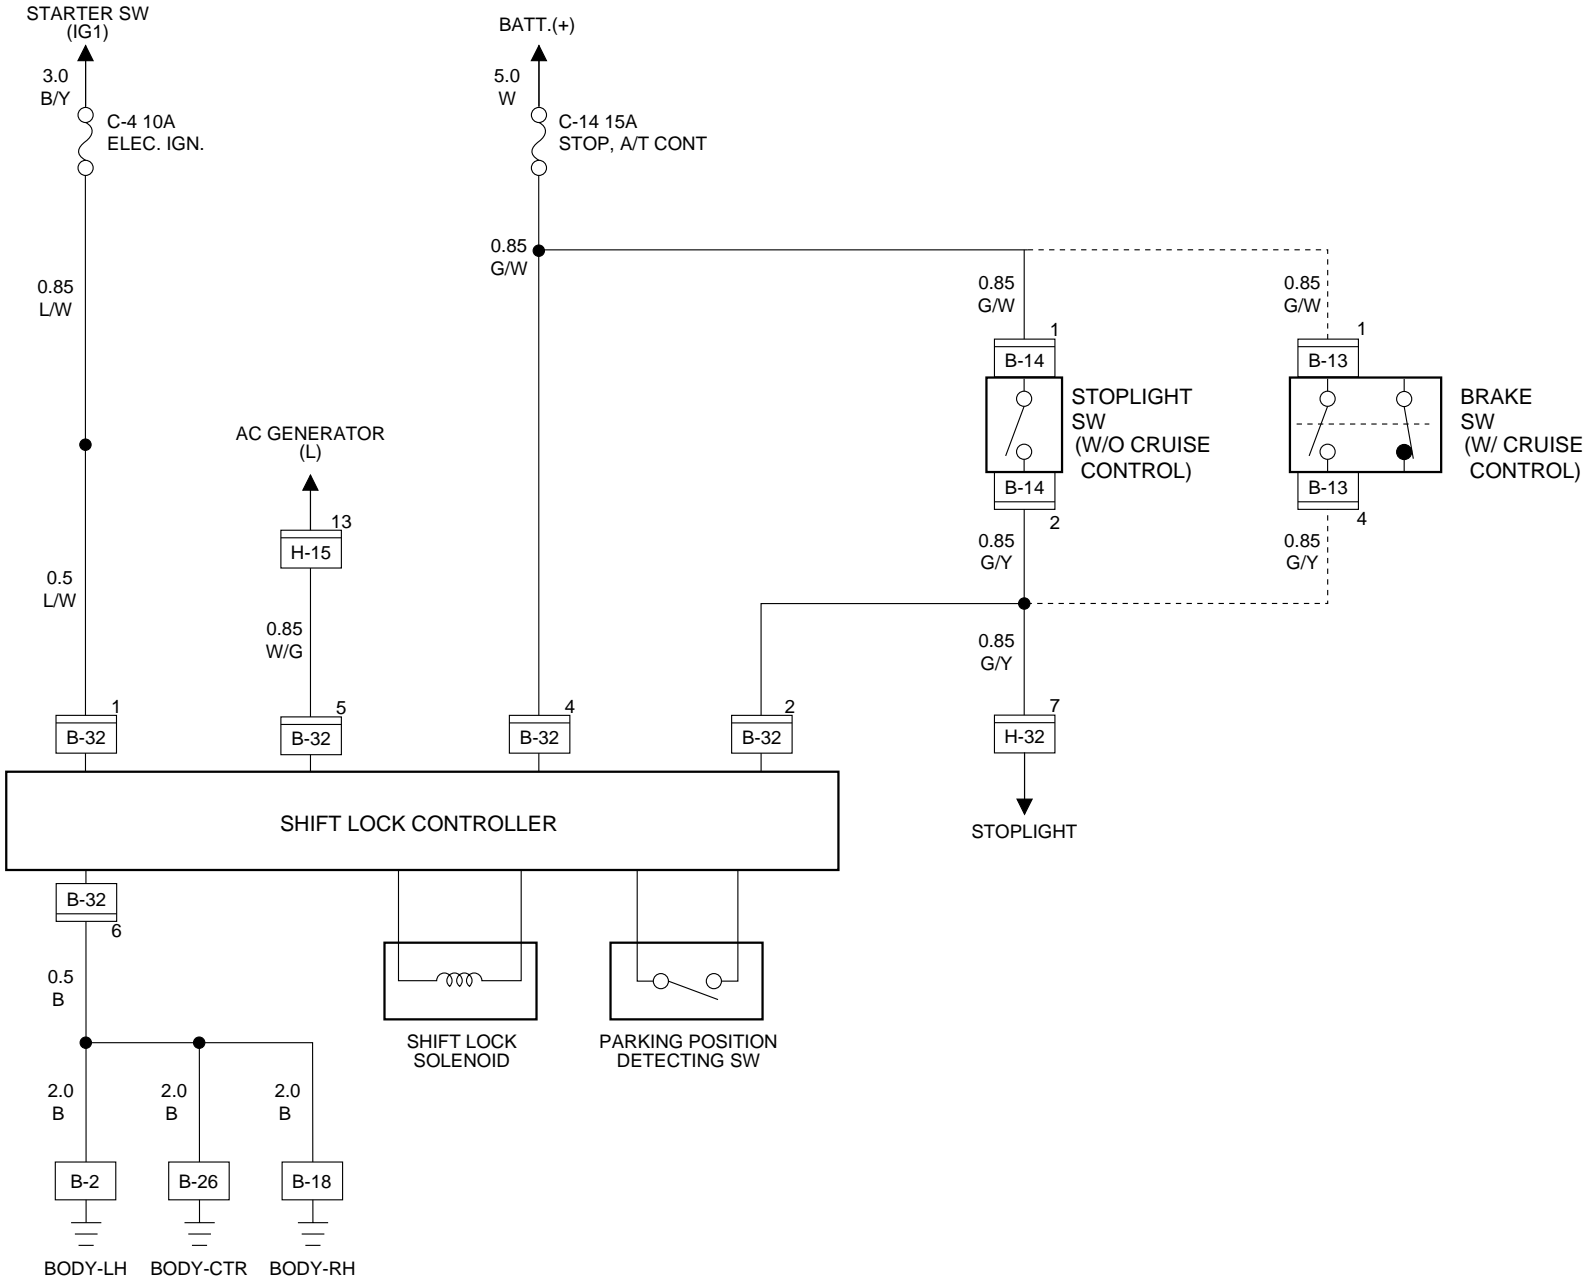 STARTER SW
(IG1)
BATT.(+)
3.0
B/Y
5.0
W
C-4 10A
ELEC. IGN.
C-14 15A
STOP, A/T CONT
0.85
G/W
0.85
L/W
0.85
G/W
0.85
G/W
1
1
B-14
B-13
STOPLIGHT
SW
(W/O CRUISE
CONTROL)
BRAKE
SW
(W/ CRUISE
CONTROL)
AC GENERATOR
(L)
B-14
B-13
2
4
13
H-15
0.85
G/Y
0.85
G/Y
0.5
L/W
0.85
W/G
0.85
G/Y
1
5
4
2
7
B-32
B-32
B-32
B-32
H-32
SHIFT LOCK CONTROLLER
STOPLIGHT
B-32
6
0.5
B
SHIFT LOCK
SOLENOID
PARKING POSITION
DETECTING SW
2.0
B
2.0
B
2.0
B
B-2
B-26
B-18
BODY-LH
BODY-CTR
BODY-RH